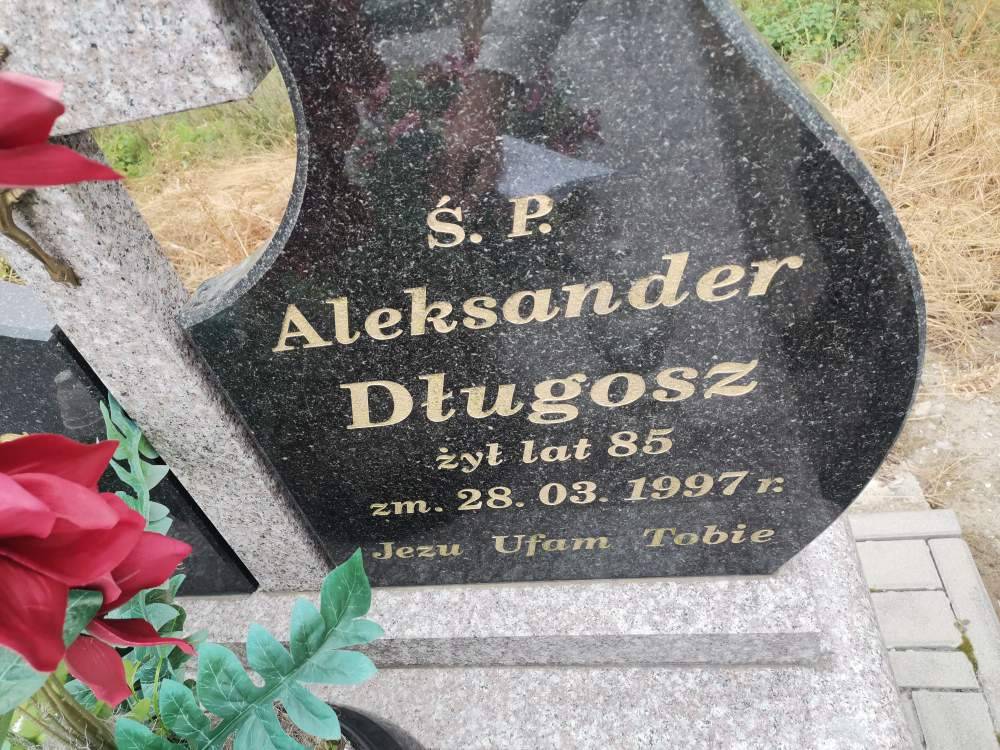 Ś. P.
Aleksander
Długosz
żył lat 85
zm. 28. 03. 1997 r.
Jezu Ufam Tobie